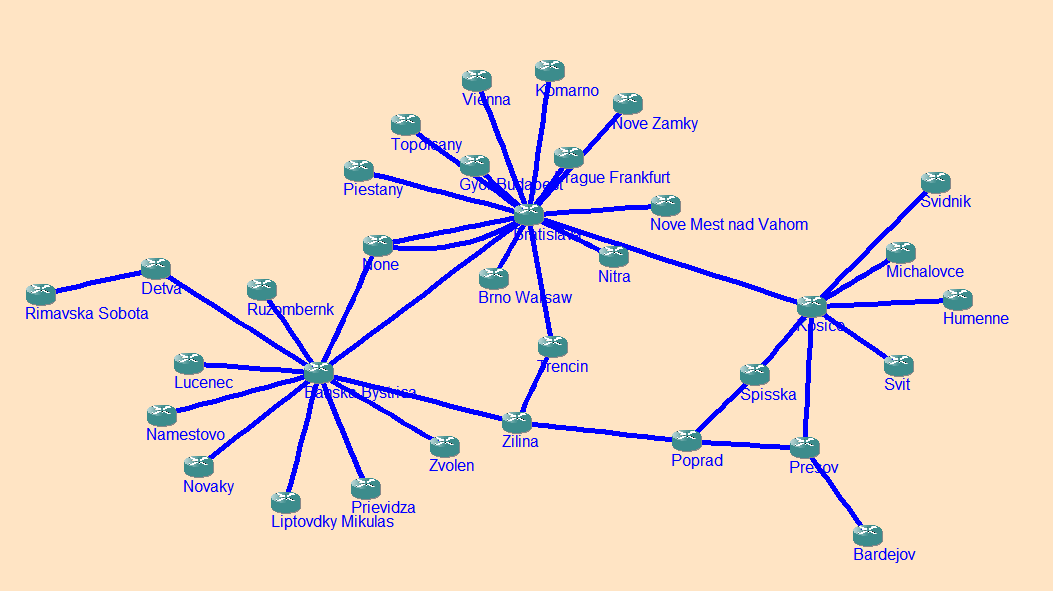 Vienna
Komarno
Nove Zamky
Topolcany
Gyor Budapest
Prague Frankfurt
Piestany
Svidnik
Nove Mest nad Vahom
Bratislava
None
Nitra
Michalovce
Detva
Brno Warsaw
Rimavska Sobota
Ruzombernk
Humenne
Kosice
Trencin
Lucenec
Banska Bystrica
Spisska
Svit
Namestovo
Zilina
Zvolen
Poprad
Presov
Novaky
Prievidza
Liptovdky Mikulas
Bardejov